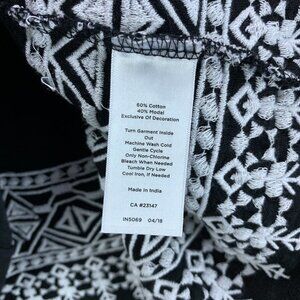 60% Cotton
40% Modal
Exclusive Of Decoration
Turn Garment Inside
Out
Machine Wash Cold
Gentle Cycle
Only Non-Chlorine
Bleach When Needed
Tumble Dry Low
Cool Iron, If Needed
Made In India
CA #23147
IN5069 04/18